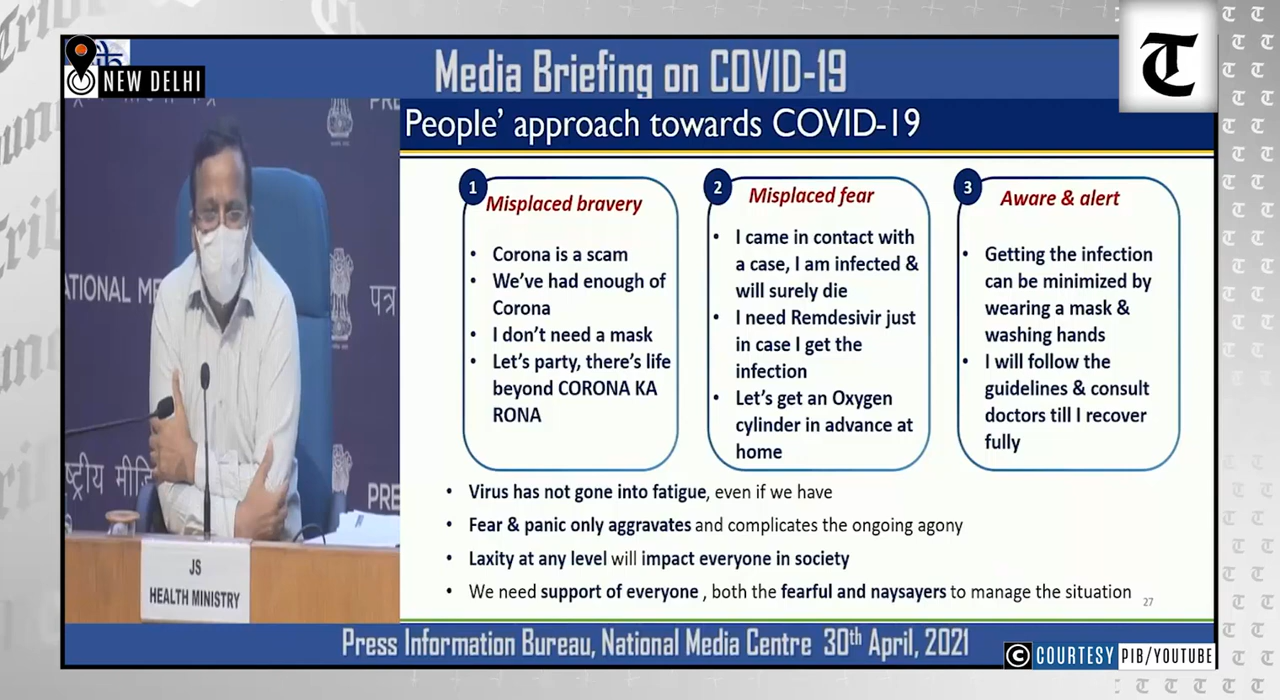 NEW DELHI
Media Briefing on COVID-19
People' approach towards COVID-19
1
Misplaced bravery
• Corona is a scam
• We've had enough of
Corona
• I don't need a mask
• Let's party, there's life
beyond CORONA KA
RONA
2
Misplaced fear
• I came in contact with
a case, I am infected &
will surely die
• I need Remdesivir just
in case I get the
infection
• Let's get an Oxygen
cylinder in advance at
home
3
Aware & alert
• Getting the infection
can be minimized by
wearing a mask &
washing hands
• I will follow the
guidelines & consult
doctors till I recover
fully
• Virus has not gone into fatigue, even if we have
• Fear & panic only aggravates and complicates the ongoing agony
• Laxity at any level will impact everyone in society
• We need support of everyone , both the fearful and naysayers to manage the situation
27
ATIONAL ME
पत्र
PRE
JS
HEALTH MINISTRY
Press Information Bureau, National Media Centre 30th April, 2021
© COURTESY PIB/YOUTUBE